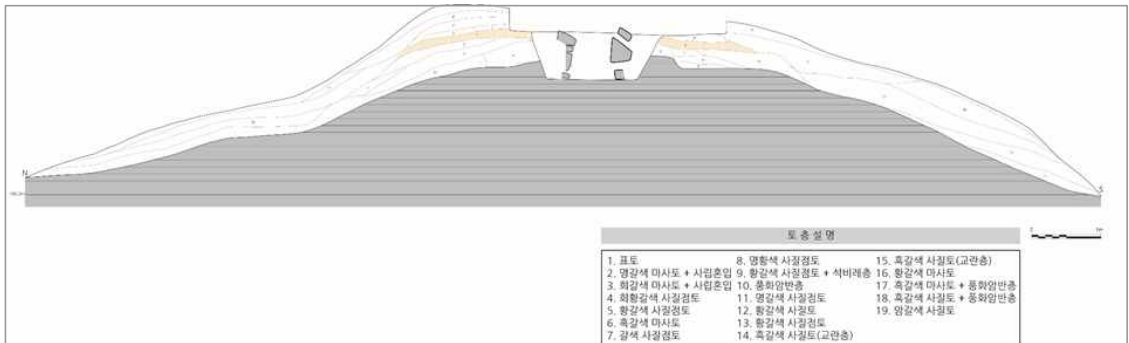 N
S
토 층 설 명
1. 표토
2. 명갈색 마사토 + 사립혼입
3. 회갈색 마사토 + 사립혼입
4. 회황갈색 사질점토
5. 황갈색 사질점토
6. 흑갈색 마사토
7. 갈색 사질점토
8. 명황색 사질점토
9. 황갈색 사질점토 + 석비레층
10. 풍화암반층
11. 명갈색 사질점토
12. 황갈색 사질토
13. 황갈색 사질점토
14. 흑갈색 사질토(교란층)
15. 흑갈색 사질토(교란층)
16. 황갈색 마사토
17. 흑갈색 마사토 + 풍화암반층
18. 흑갈색 사질토 + 풍화암반층
19. 암갈색 사질토